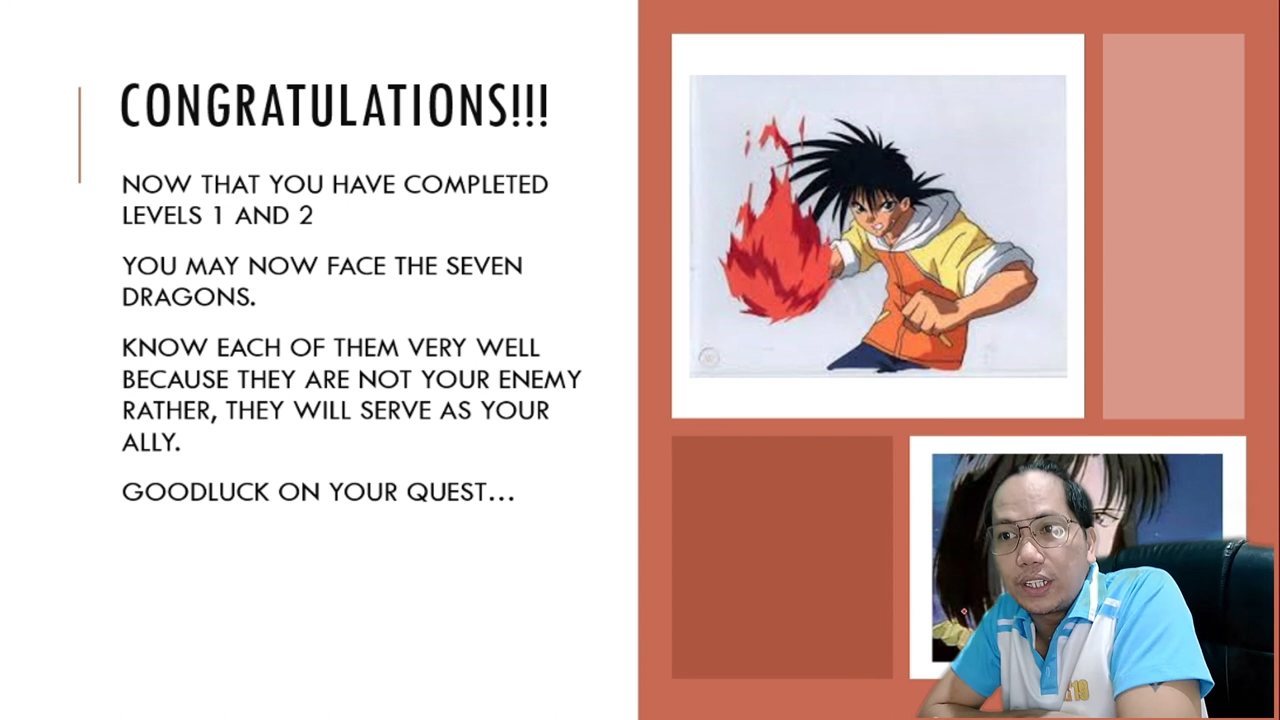 CONGRATULATIONS!!!
NOW THAT YOU HAVE COMPLETED
LEVELS 1 AND 2
YOU MAY NOW FACE THE SEVEN
DRAGONS.
KNOW EACH OF THEM VERY WELL
BECAUSE THEY ARE NOT YOUR ENEMY
RATHER, THEY WILL SERVE AS YOUR
ALLY.
GOODLUCK ON YOUR QUEST...